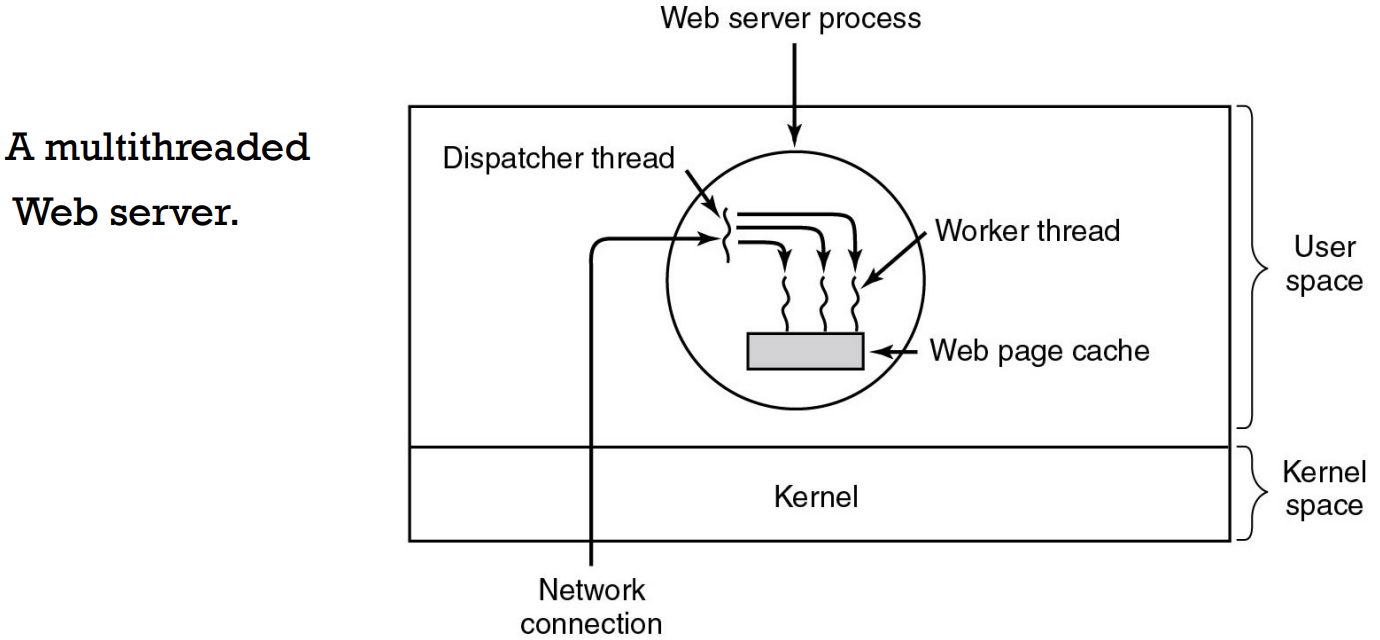 A multithreaded
Web server.
Web server process
Dispatcher thread
Worker thread
Web page cache
User
space
Kernel
Kernel
space
Network
connection